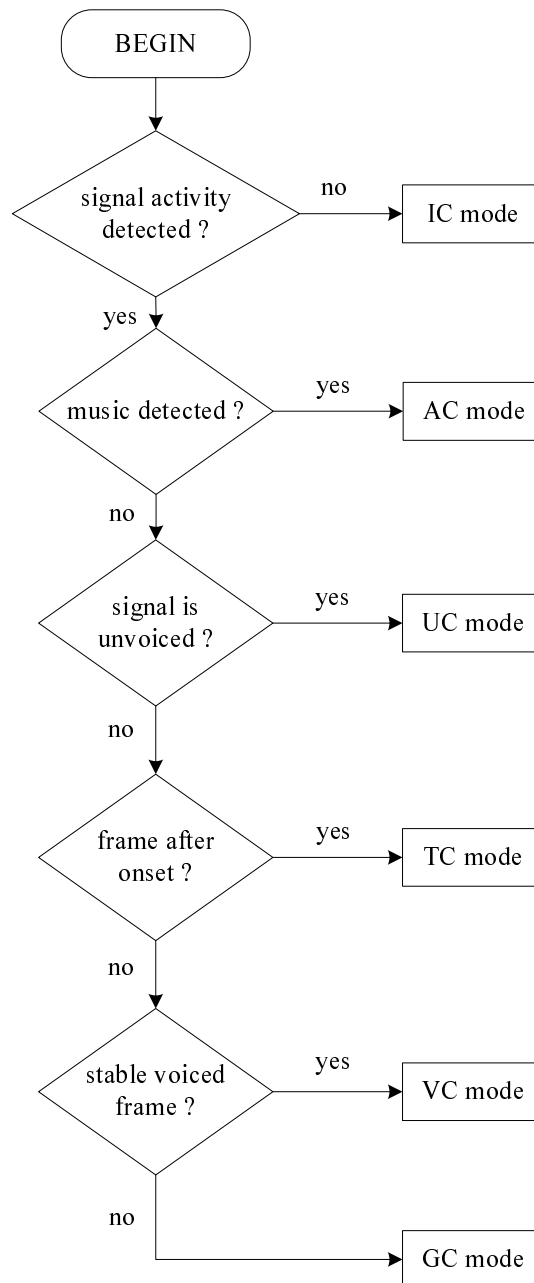 BEGIN
signal activity
detected ?
no
IC mode
yes
music detected ?
yes
AC mode
no
signal is
unvoiced ?
yes
UC mode
no
frame after
onset ?
yes
TC mode
no
stable voiced
frame ?
yes
VC mode
no
GC mode